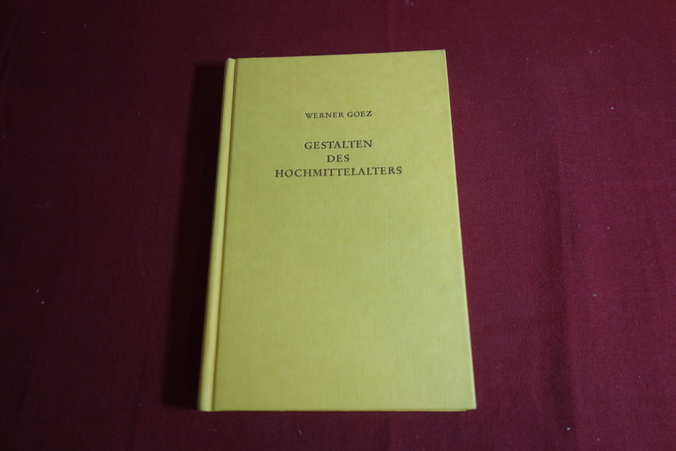 WERNER GOEZ
GESTALTEN
DES
HOCHMITTELALTERS